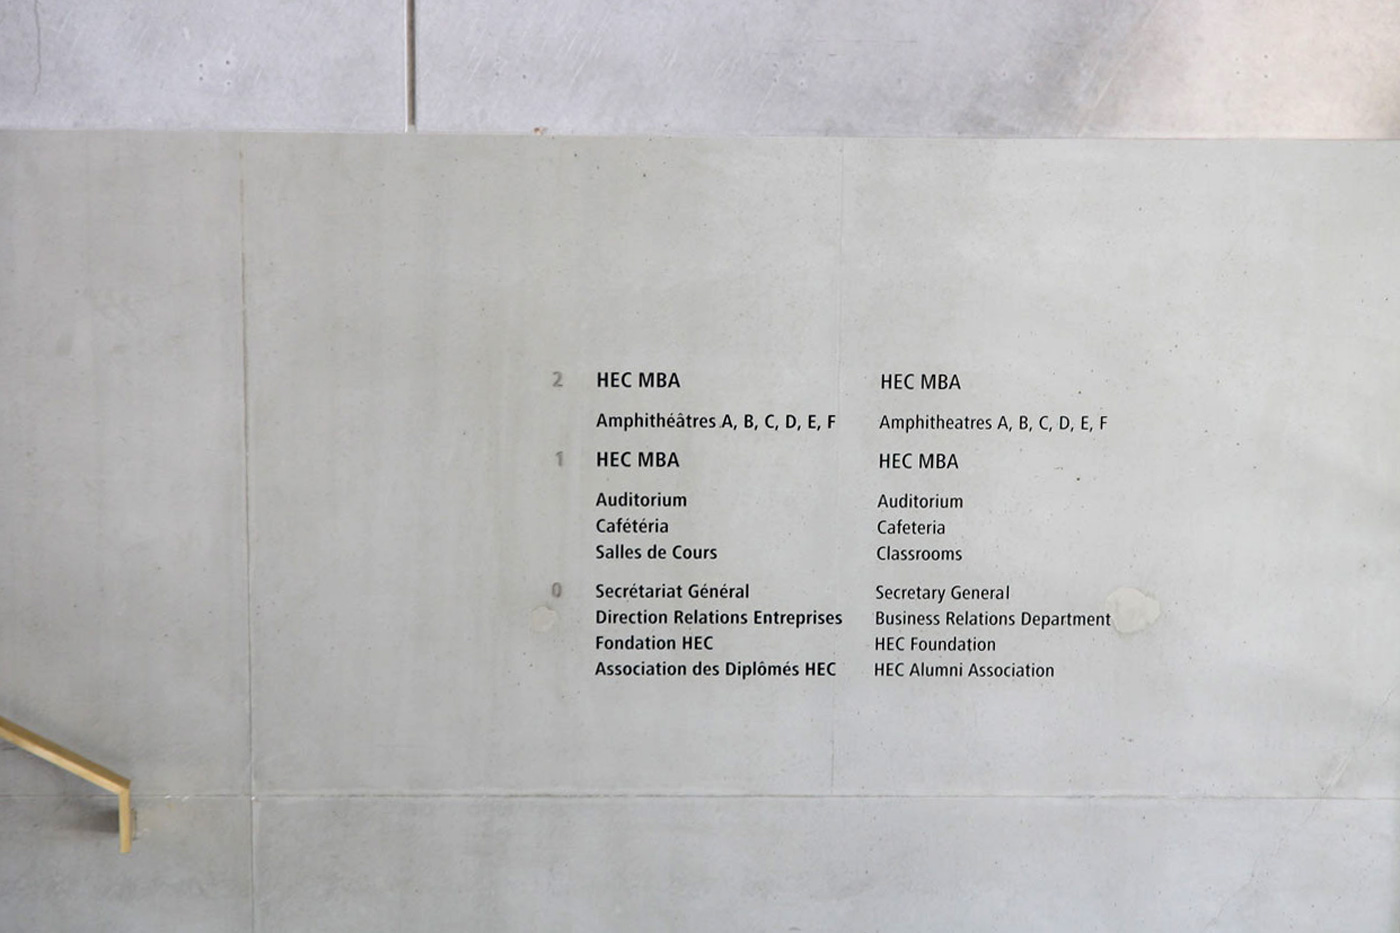 2 HEC MBA HEC MBA
Amphithéâtres A, B, C, D, E, F Amphitheatres A, B, C, D, E, F
1 HEC MBA HEC MBA
Auditorium Auditorium
Cafétéria Cafeteria
Salles de Cours Classrooms
0 Secrétariat Général Secretary General
Direction Relations Entreprises Business Relations Department
Fondation HEC HEC Foundation
Association des Diplômés HEC HEC Alumni Association